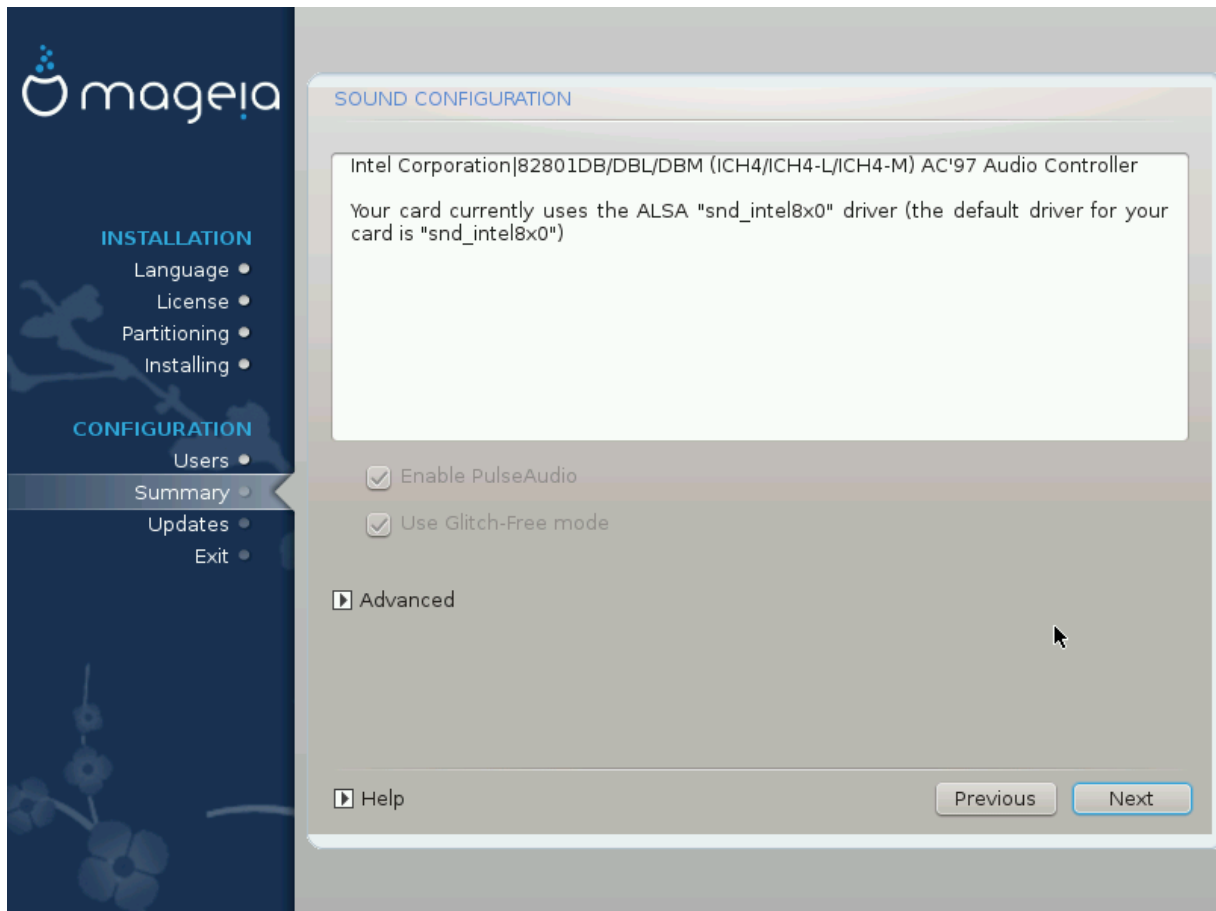 mageia
INSTALLATION
Language
License
Partitioning
Installing
CONFIGURATION
Users
Summary
Updates
Exit
SOUND CONFIGURATION
Intel Corporation|82801DB/DBL/DBM (ICH4/ICH4-L/ICH4-M) AC'97 Audio Controller
Your card currently uses the ALSA "snd_intel8x0" driver (the default driver for your
card is "snd_intel8x0")
Enable PulseAudio
Use Glitch-Free mode
Advanced
Help
Previous
Next